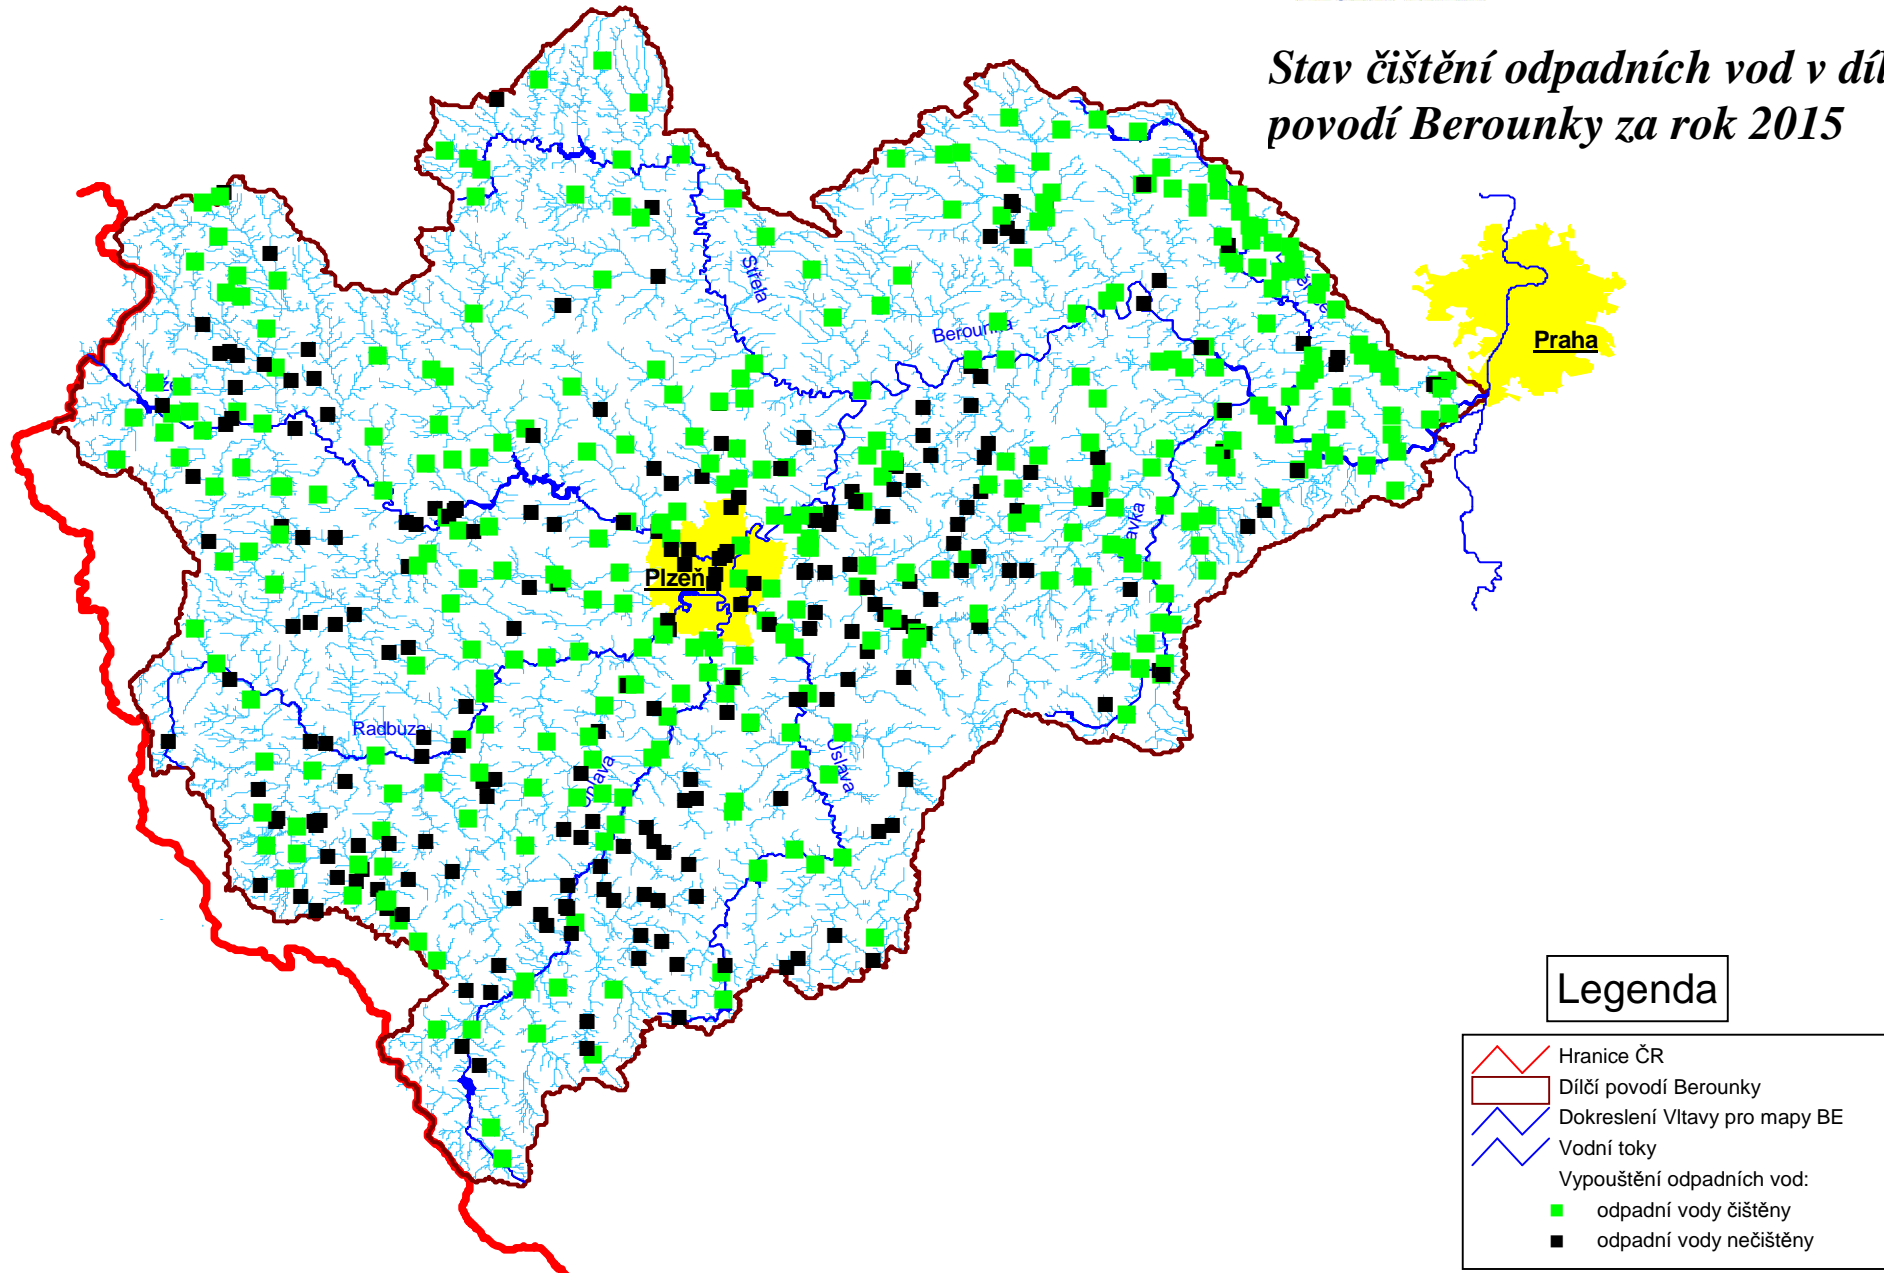 Stav čištění odpadních vod v díl
povodí Berounky za rok 2015
Střela
Berounka
Praha
Plzeň
Radbuza
Úslava
Legenda
Hranice ČR
Dílčí povodí Berounky
Dokreslení Vltavy pro mapy BE
Vodní toky
Vypouštění odpadních vod:
odpadní vody čištěny
odpadní vody nečištěny